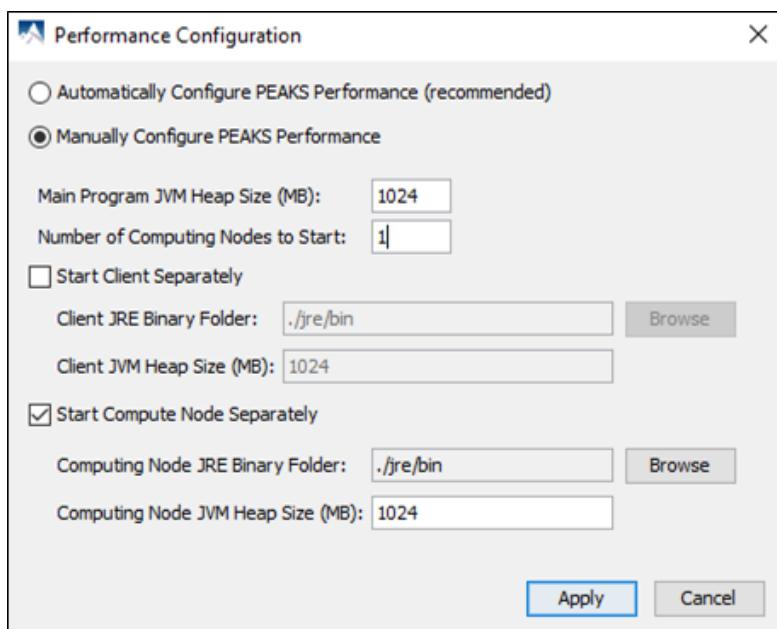 Performance Configuration
Automatically Configure PEAKS Performance (recommended)
Manually Configure PEAKS Performance
Main Program JVM Heap Size (MB): 1024
Number of Computing Nodes to Start: 1
Start Client Separately
Client JRE Binary Folder: ./jre/bin Browse
Client JVM Heap Size (MB): 1024
Start Compute Node Separately
Computing Node JRE Binary Folder: ./jre/bin Browse
Computing Node JVM Heap Size (MB): 1024
Apply Cancel